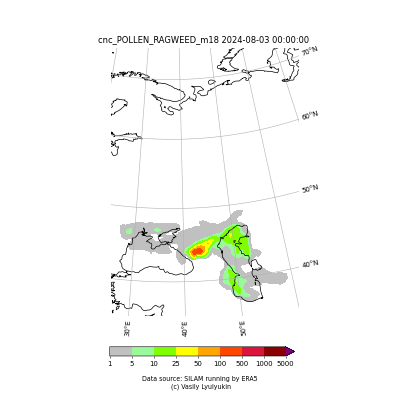 cnc_POLLEN_RAGWEED_m18 2024-08-03 00:00:00
70°N
60°N
50°N
40°N
30°E 40°E 50°E
1 5 10 25 50 100 500 1000 5000
Data source: SILAM running by ERA5
(c) Vasily Lyulyukin